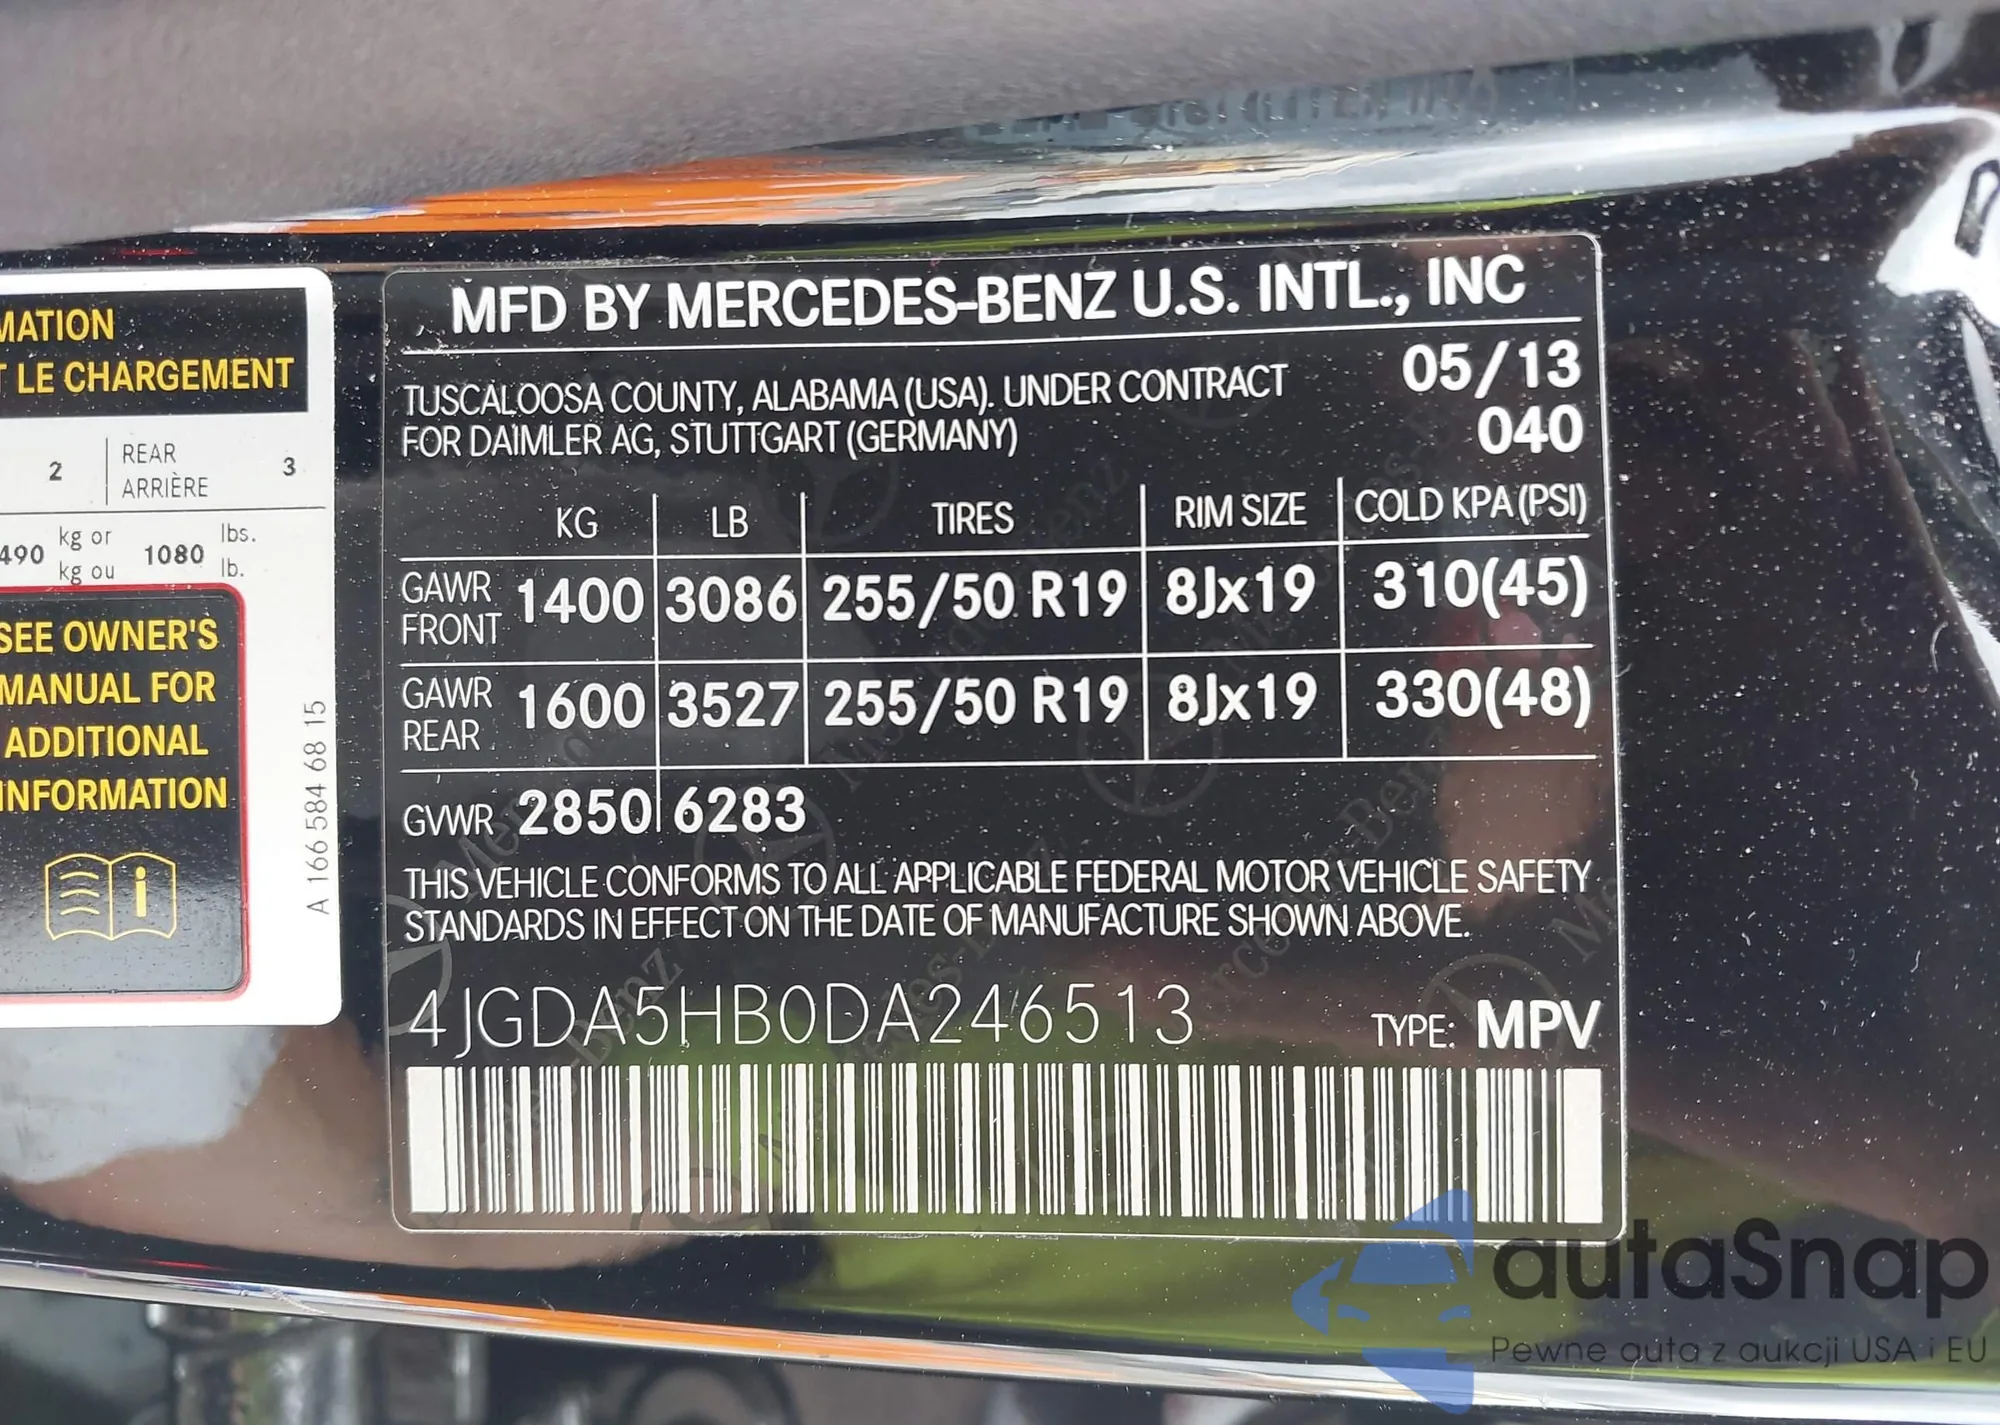 MATION
T LE CHARGEMENT
2 REAR 3
ARRIÈRE
490 kg or 1080 lbs.
kg ou lb.
SEE OWNER'S
MANUAL FOR
ADDITIONAL
INFORMATION
i
A 166 584 68 15
MFD BY MERCEDES-BENZ U.S. INTL., INC
TUSCALOOSA COUNTY, ALABAMA (USA). UNDER CONTRACT 05/13
FOR DAIMLER AG, STUTTGART (GERMANY) 040
KG LB TIRES RIM SIZE COLD KPA (PSI)
GAWR FRONT 1400 3086 255/50 R19 8Jx19 310(45)
GAWR REAR 1600 3527 255/50 R19 8Jx19 330(48)
GVWR 2850 6283
THIS VEHICLE CONFORMS TO ALL APPLICABLE FEDERAL MOTOR VEHICLE SAFETY
STANDARDS IN EFFECT ON THE DATE OF MANUFACTURE SHOWN ABOVE.
4JGDA5HB0DA246513 TYPE: MPV
autaSnap
Pewne auta z aukcji USA i EU